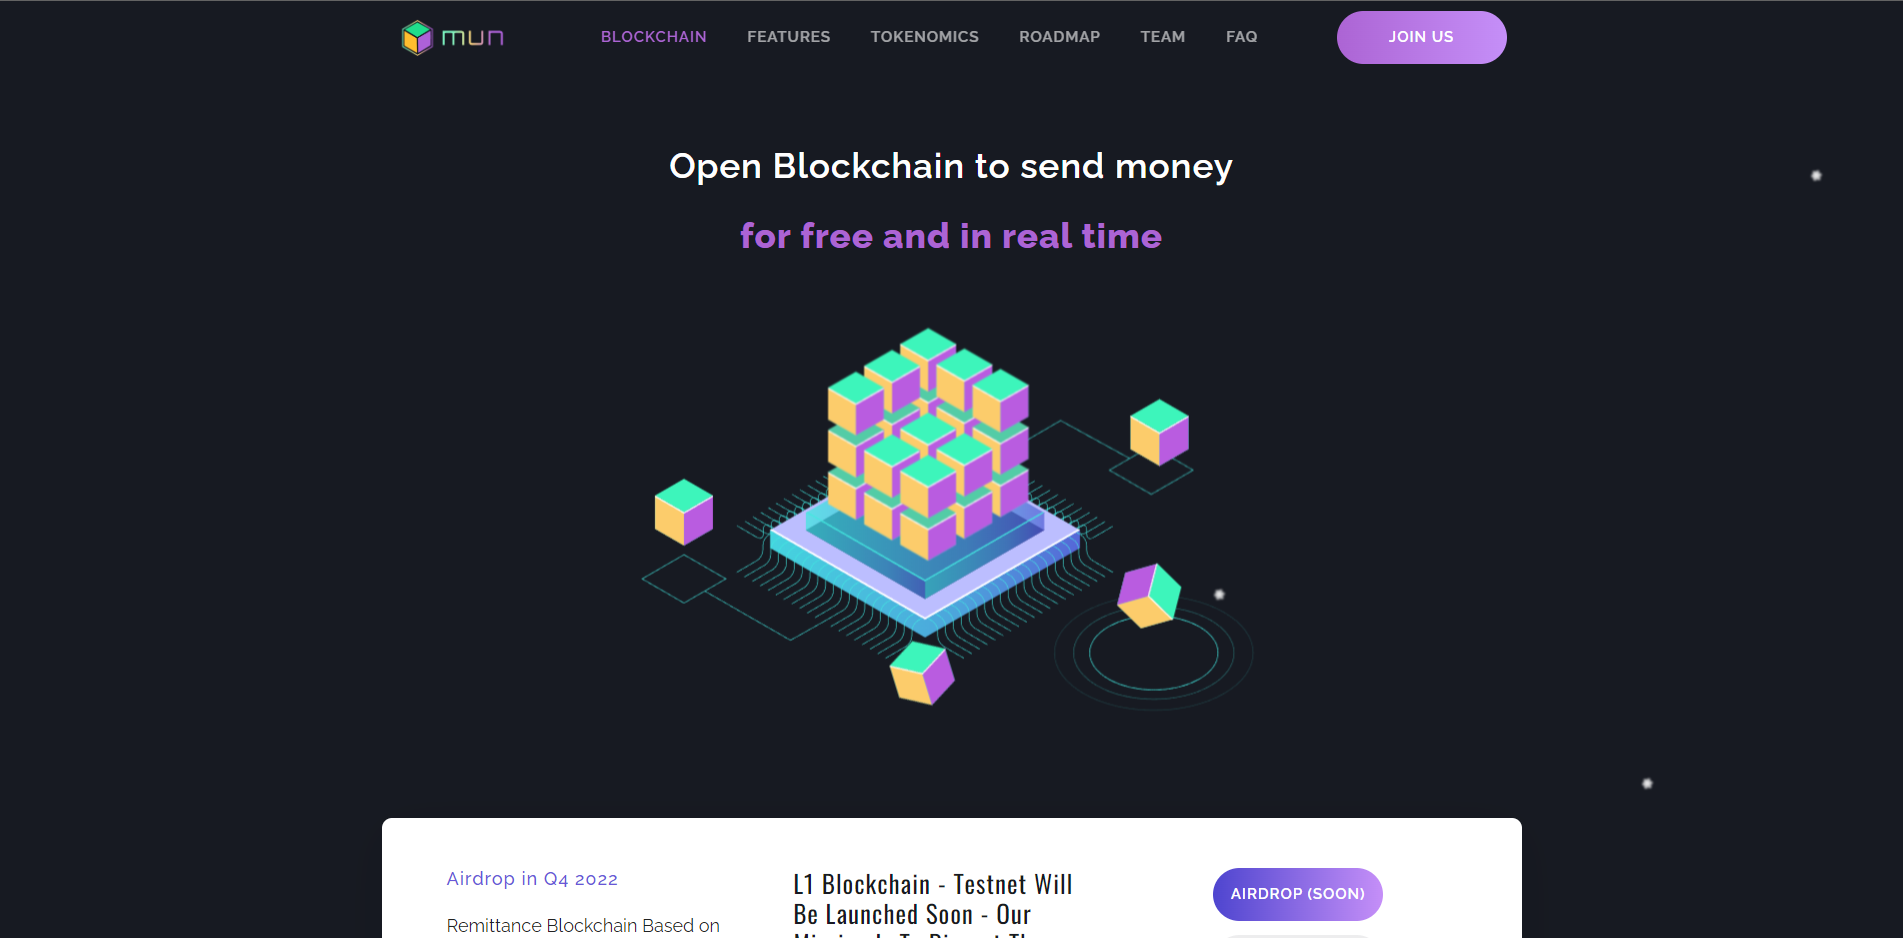 mun
BLOCKCHAIN
FEATURES
TOKENOMICS
ROADMAP
TEAM
FAQ
JOIN US
Open Blockchain to send money
for free and in real time
Airdrop in Q4 2022
Remittance Blockchain Based on
L1 Blockchain - Testnet Will
Be Launched Soon - Our
AIRDROP (SOON)